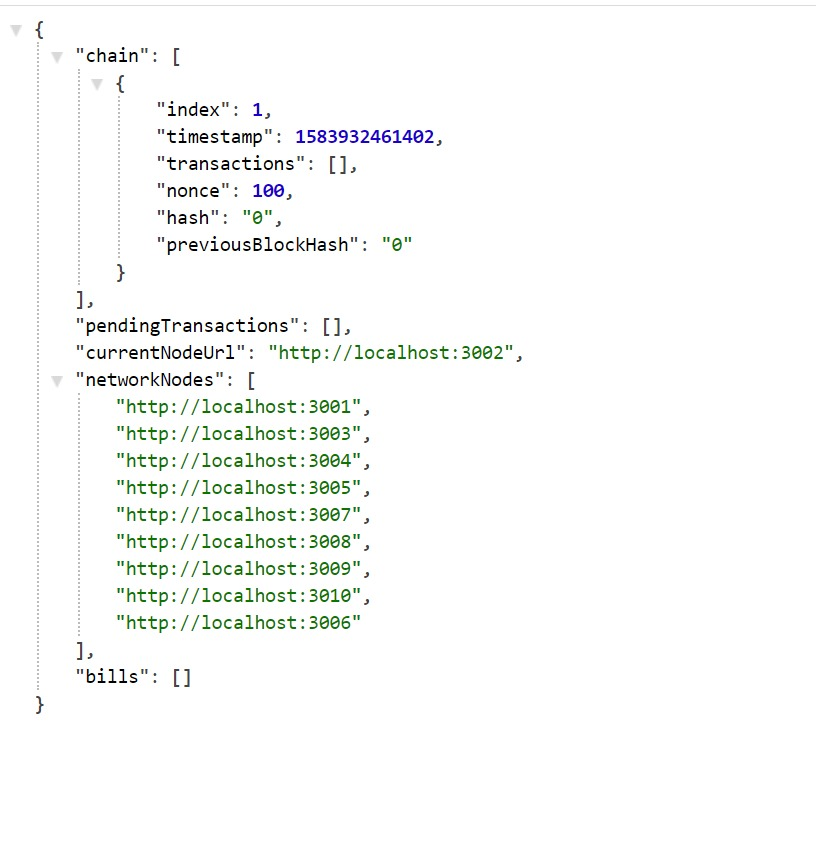 {
"chain": [
{
"index": 1,
"timestamp": 1583932461402,
"transactions": [],
"nonce": 100,
"hash": "0",
"previousBlockHash": "0"
}
],
"pendingTransactions": [],
"currentNodeUrl": "http://localhost:3002",
"networkNodes": [
"http://localhost:3001",
"http://localhost:3003",
"http://localhost:3004",
"http://localhost:3005",
"http://localhost:3007",
"http://localhost:3008",
"http://localhost:3009",
"http://localhost:3010",
"http://localhost:3006"
],
"bills": []
}